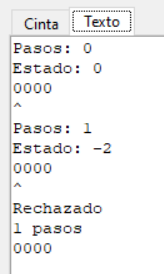 Cinta Texto
Pasos: 0
Estado: 0
0000
^
Pasos: 1
Estado: -2
0000
^
Rechazado
1 pasos
0000